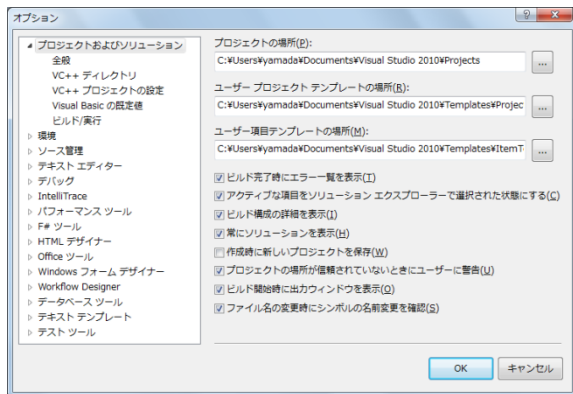 オプション
プロジェクトおよびソリューション
全般
VC++ ディレクトリ
VC++ プロジェクトの設定
Visual Basic の既定値
ビルド/実行
環境
ソース管理
テキスト エディター
デバッグ
IntelliTrace
パフォーマンス ツール
F# ツール
HTML デザイナー
Office ツール
Windows フォーム デザイナー
Workflow Designer
データベース ツール
テキスト テンプレート
テスト ツール
プロジェクトの場所(P):
C:¥Users¥yamada¥Documents¥Visual Studio 2010¥Projects
...
ユーザー プロジェクト テンプレートの場所(R):
C:¥Users¥yamada¥Documents¥Visual Studio 2010¥Templates¥Projec
...
ユーザー項目テンプレートの場所(M):
C:¥Users¥yamada¥Documents¥Visual Studio 2010¥Templates¥ItemT
...
ビルド完了時にエラー一覧を表示(T)
アクティブな項目をソリューション エクスプローラーで選択された状態にする(C)
ビルド構成の詳細を表示(I)
常にソリューションを表示(H)
作成時に新しいプロジェクトを保存(W)
プロジェクトの場所が信頼されていないときにユーザーに警告(U)
ビルド開始時に出力ウィンドウを表示(O)
ファイル名の変更時にシンボルの名前変更を確認(S)
OK
キャンセル